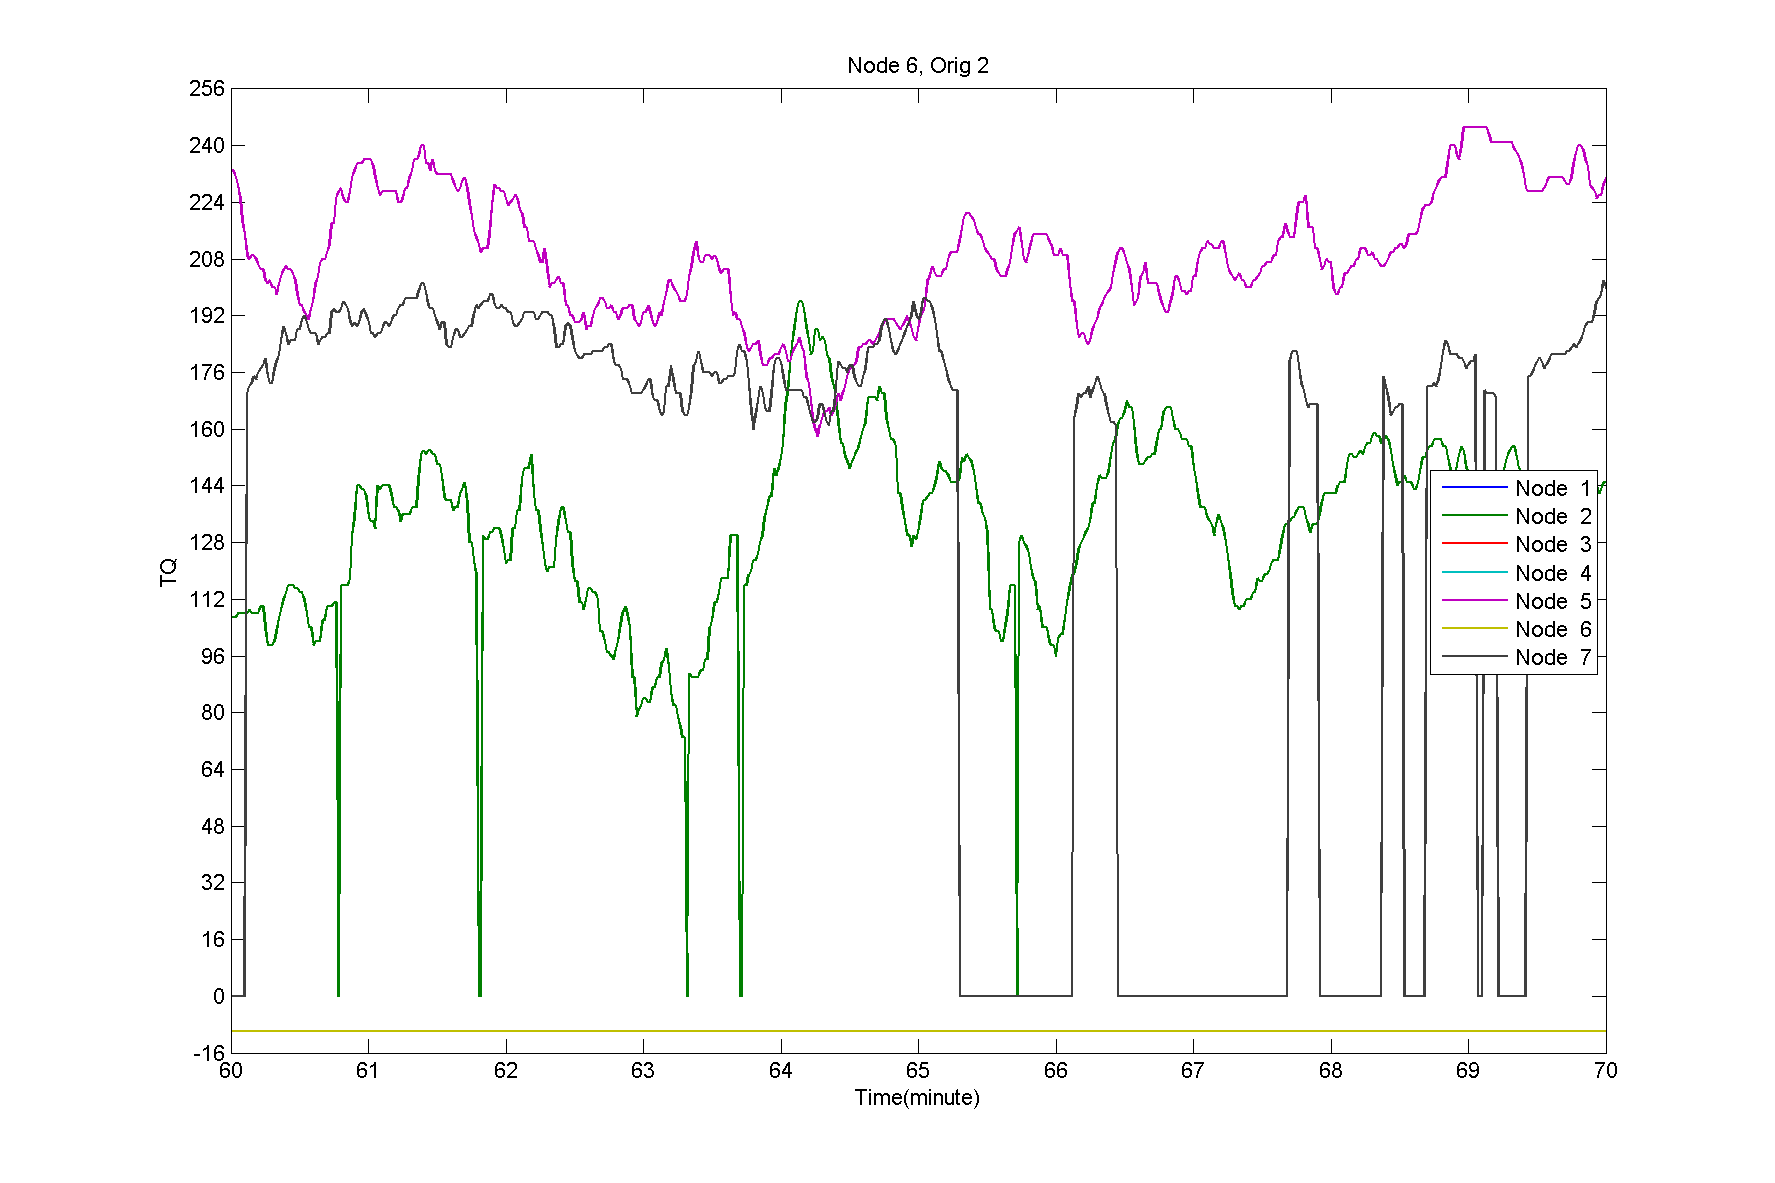 Node 6, Orig 2
256
240
224
208
192
176
160
144
128
112
96
80
64
48
32
16
0
-16
TQ
Node 1
Node 2
Node 3
Node 4
Node 5
Node 6
Node 7
60 61 62 63 64 65 66 67 68 69 70
Time(minute)